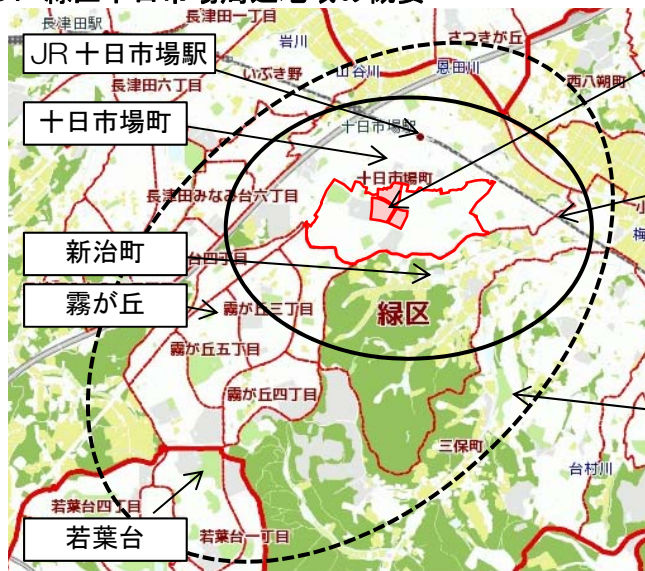 緑区十日市場周辺地域の概要
長津田駅
長津田一丁目
岩川
さつきが丘
JR十日市場駅
いぶき野
山谷川
恩田川
西八朔町
長津田六丁目
十日市場町
十日市場駅
十日市場町
長津田みなみ台六丁目
小
梅
新治町
台四丁目
霧が丘
霧が丘三丁目
緑区
霧が丘五丁目
霧が丘四丁目
三保町
台村川
若葉台四丁目
若葉台
若葉台一丁目